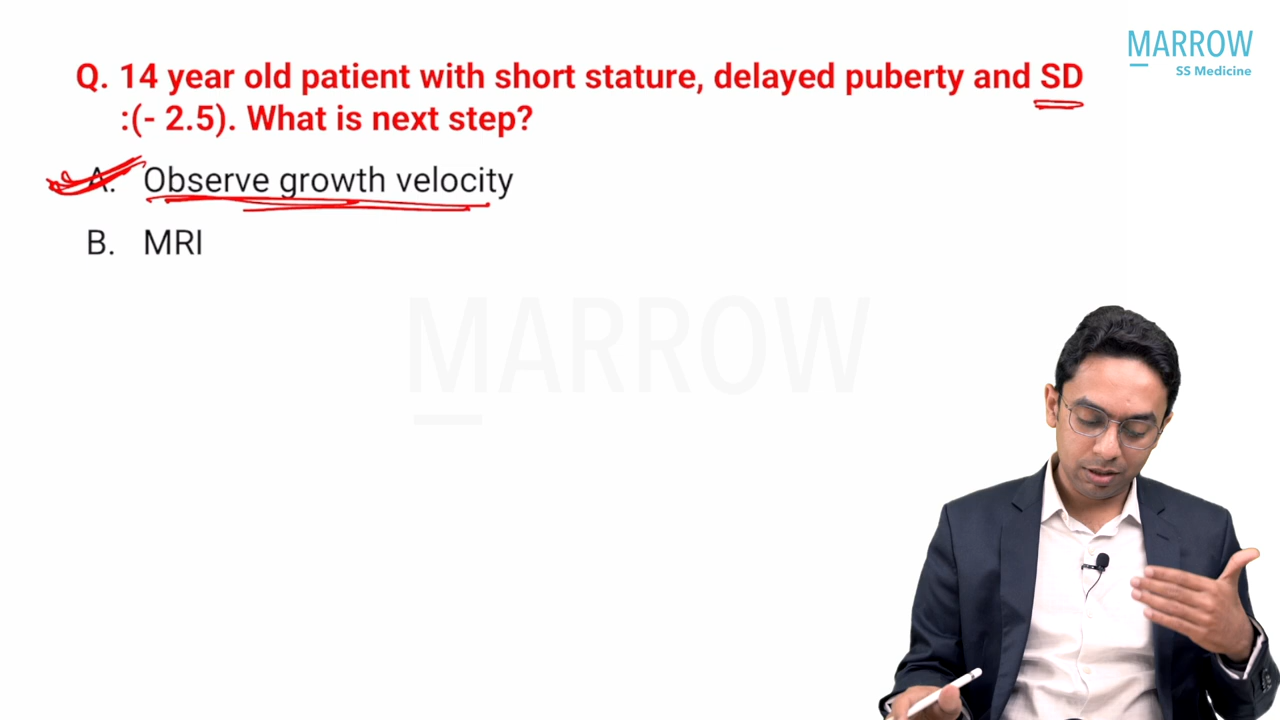 MARROW
SS Medicine
Q. 14 year old patient with short stature, delayed puberty and SD
:(- 2.5). What is next step?
A. Observe growth velocity
B. MRI
MARROW